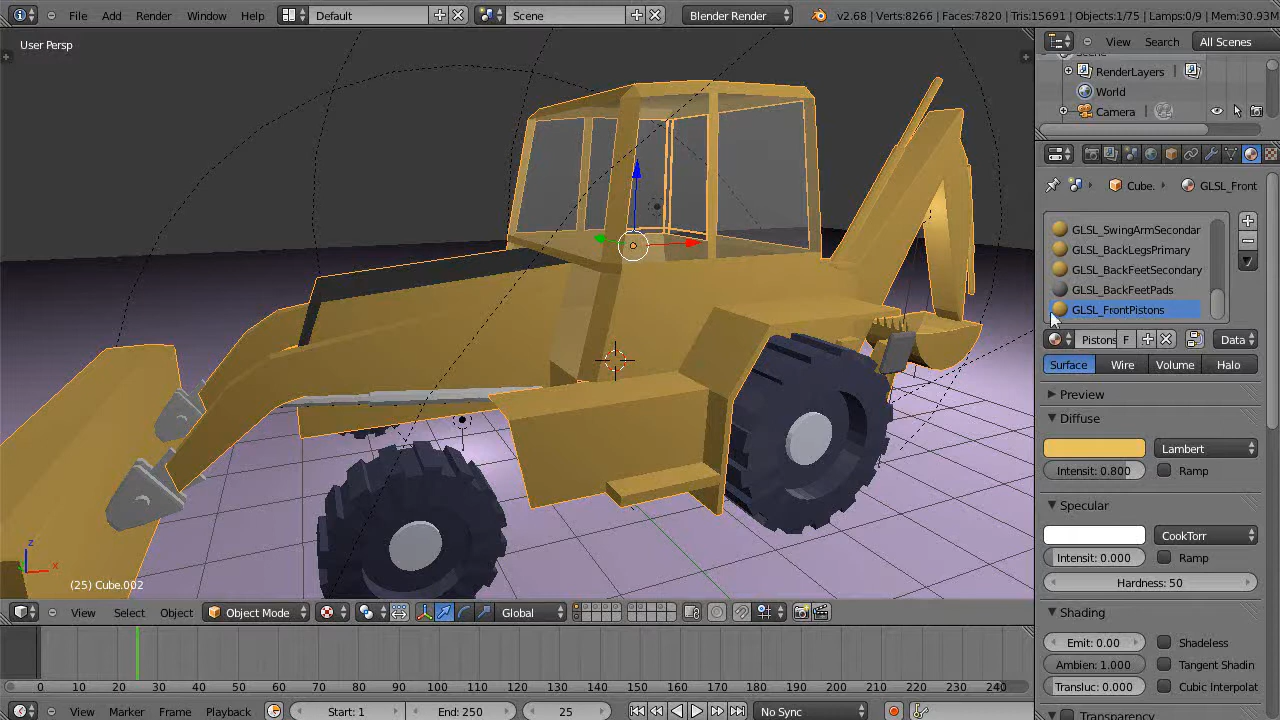 File Add Render Window Help Default Scene Blender Render v2.68 | Verts:8266 | Faces:7820 | Tris:15691 | Objects:1/75 | Lamps:0/9 | Mem:30.93M
User Persp
View Search All Scenes
RenderLayers
World
Camera
Cube. GLSL_Front
GLSL_SwingArmSecondar
GLSL_BackLegsPrimary
GLSL_BackFeetSecondary
GLSL_BackFeetPads
GLSL_FrontPistons
Pistons F Data
Surface Wire Volume Halo
Preview
Diffuse
Lambert
Intensit: 0.800 Ramp
Specular
CookTorr
Intensit: 0.000 Ramp
Hardness: 50
Shading
Emit: 0.00 Shadeless
Ambien: 1.000 Tangent Shadin
Transluc: 0.000 Cubic Interpolat
z
x
(25) Cube.002
View Select Object Object Mode Global
0 10 20 30 40 50 60 70 80 90 100 110 120 130 140 150 160 170 180 190 200 210 220 230 240
View Marker Frame Playback Start: 1 End: 250 25 No Sync